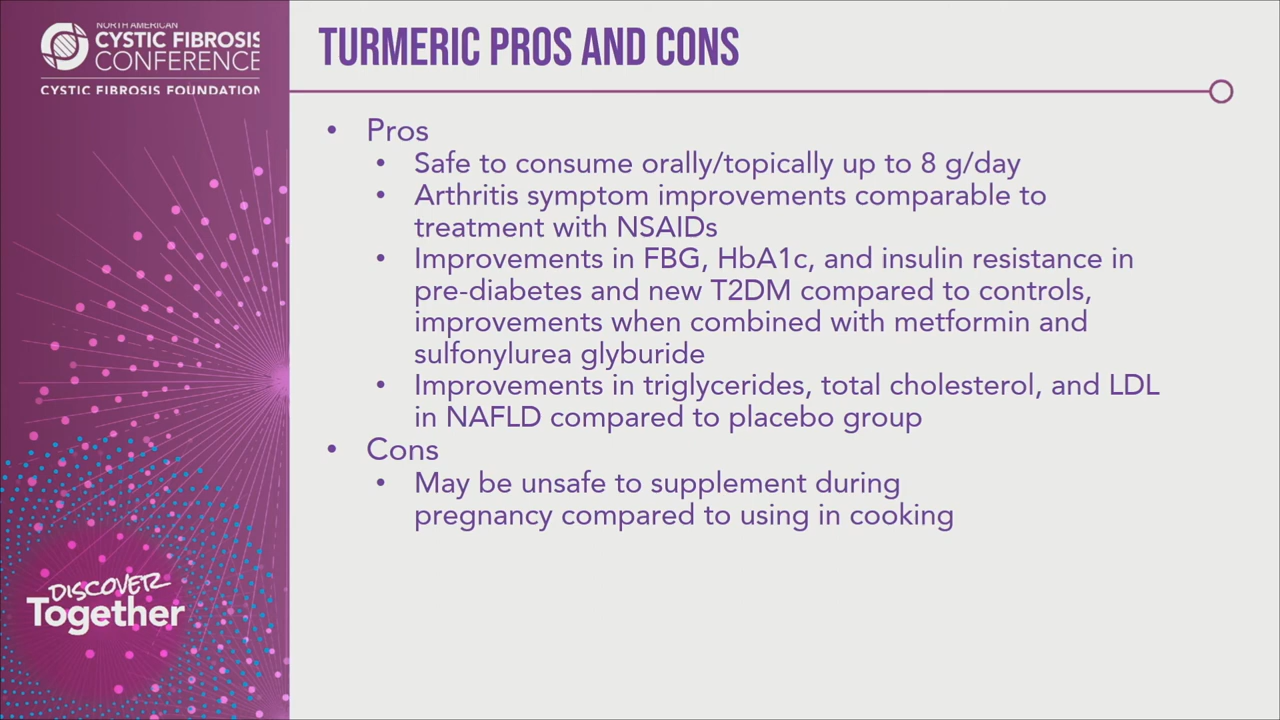 NORTH AMERICAN
CYSTIC FIBROSIS
CONFERENCE
CYSTIC FIBROSIS FOUNDATION
TURMERIC PROS AND CONS
• Pros
• Safe to consume orally/topically up to 8 g/day
• Arthritis symptom improvements comparable to
treatment with NSAIDs
• Improvements in FBG, HbA1c, and insulin resistance in
pre-diabetes and new T2DM compared to controls,
improvements when combined with metformin and
sulfonylurea glyburide
• Improvements in triglycerides, total cholesterol, and LDL
in NAFLD compared to placebo group
• Cons
• May be unsafe to supplement during
pregnancy compared to using in cooking
DISCOVER
Together